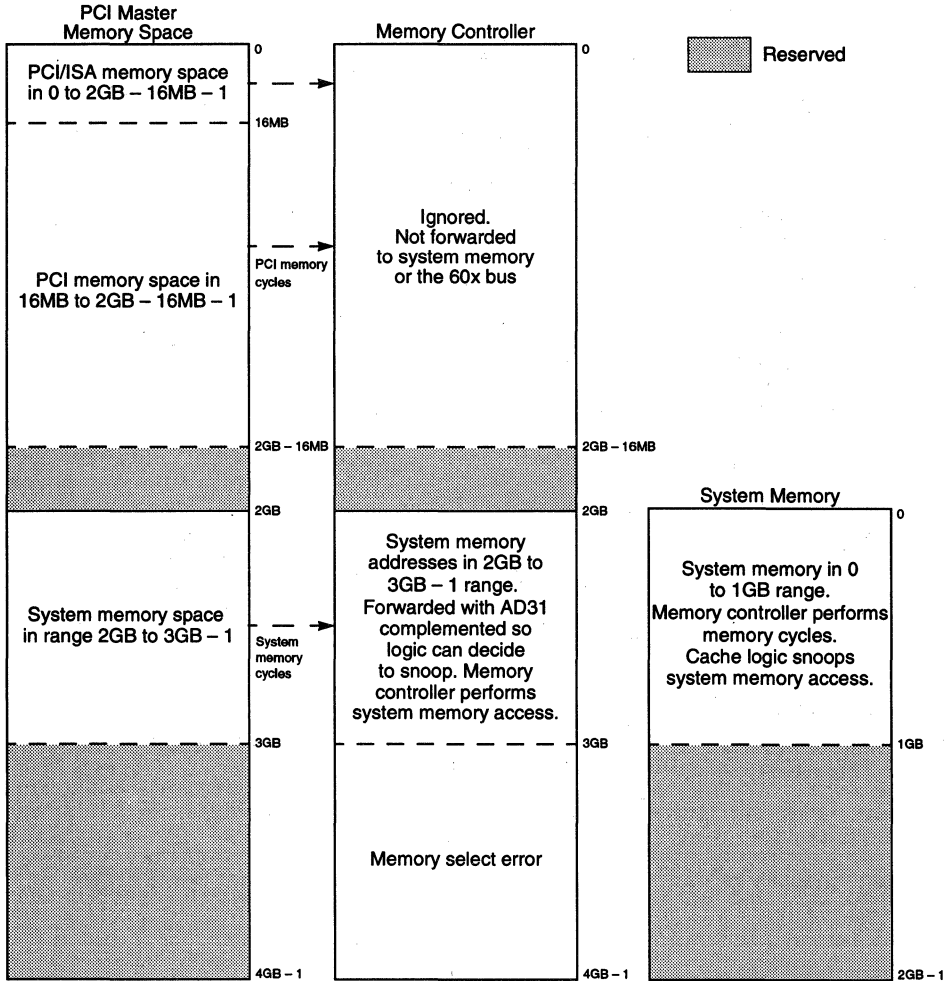 PCI Master
Memory Space
0
PCI/ISA memory space
in 0 to 2GB – 16MB – 1
16MB
PCI memory space in
16MB to 2GB – 16MB – 1
2GB – 16MB
2GB
System memory space
in range 2GB to 3GB – 1
3GB
4GB – 1
PCI memory
cycles
System
memory
cycles
Memory Controller
0
Ignored.
Not forwarded
to system memory
or the 60x bus
2GB – 16MB
2GB
System memory
addresses in 2GB to
3GB – 1 range.
Forwarded with AD31
complemented so
logic can decide
to snoop. Memory
controller performs
system memory access.
3GB
Memory select error
4GB – 1
Reserved
System Memory
0
System memory in 0
to 1GB range.
Memory controller performs
memory cycles.
Cache logic snoops
system memory access.
1GB
2GB – 1